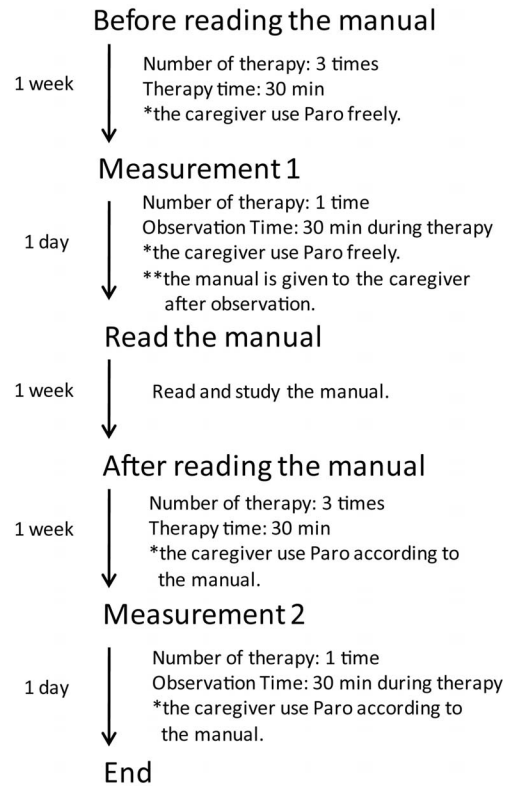 Before reading the manual
Number of therapy: 3 times
1 week
Therapy time: 30 min
*the caregiver use Paro freely.
Measurement 1
Number of therapy: 1 time
Observation Time: 30 min during therapy
1 day
*the caregiver use Paro freely.
**the manual is given to the caregiver
after observation.
Read the manual
1 week
Read and study the manual.
After reading the manual
Number of therapy: 3 times
1 week
Therapy time: 30 min
*the caregiver use Paro according to
the manual.
Measurement 2
Number of therapy: 1 time
1 day
Observation Time: 30 min during therapy
*the caregiver use Paro according to
the manual.
End